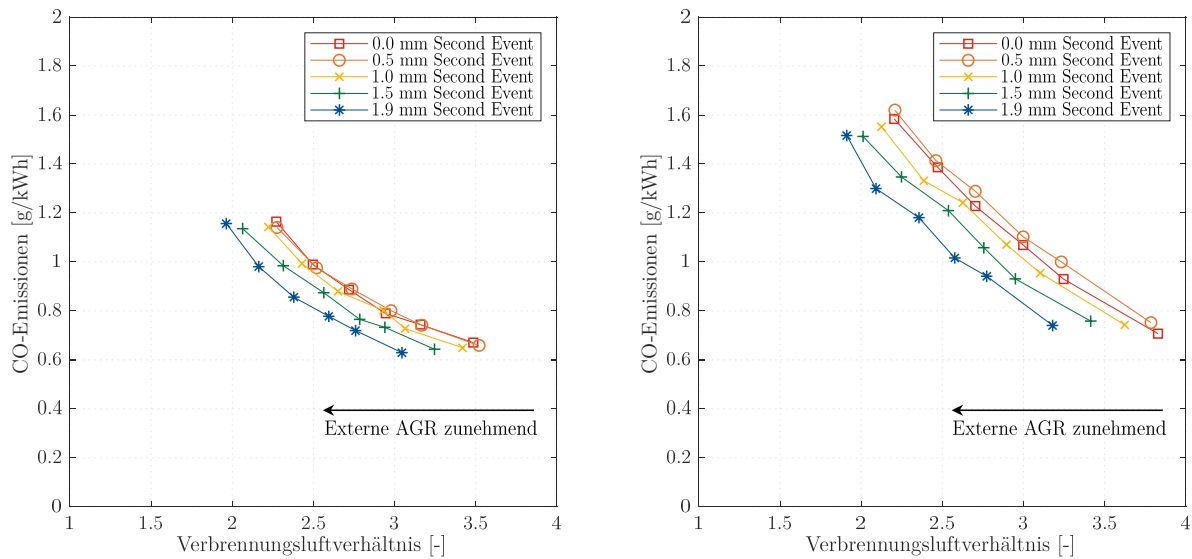 2
1.8
1.6
1.4
1.2
1
0.8
0.6
0.4
0.2
0
CO-Emissionen [g/kWh]
0.0 mm Second Event
0.5 mm Second Event
1.0 mm Second Event
1.5 mm Second Event
1.9 mm Second Event
Externe AGR zunehmend
1 1.5 2 2.5 3 3.5 4
Verbrennungsluftverhältnis [-]
2
1.8
1.6
1.4
1.2
1
0.8
0.6
0.4
0.2
0
CO-Emissionen [g/kWh]
0.0 mm Second Event
0.5 mm Second Event
1.0 mm Second Event
1.5 mm Second Event
1.9 mm Second Event
Externe AGR zunehmend
1 1.5 2 2.5 3 3.5 4
Verbrennungsluftverhältnis [-]